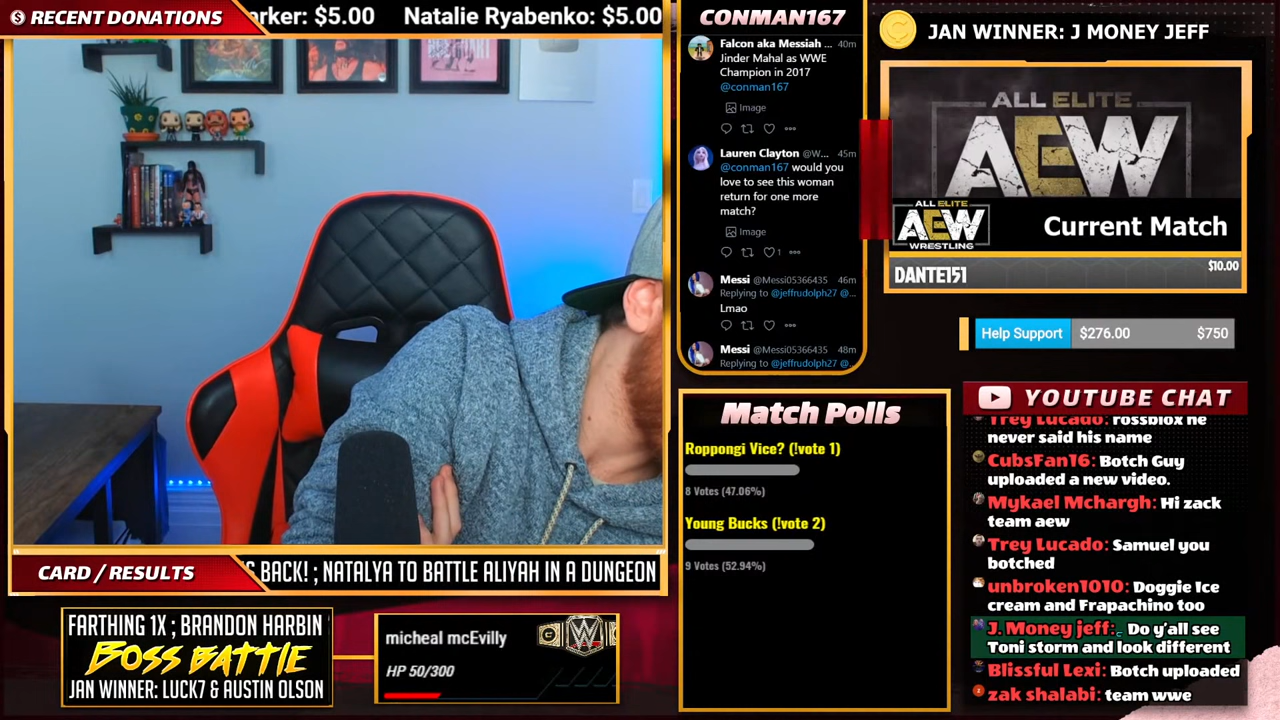 RECENT DONATIONS
arker: $5.00 Natalie Ryabenko: $5.00
CONMAN167
Falcon aka Messiah ... 40m
Jinder Mahal as WWE
Champion in 2017
@conman167
Image
Lauren Clayton @W... 45m
@conman167 would you
love to see this woman
return for one more
match?
Image
1
Messi @Messi05366435 46m
Replying to @jeffrudolph27 @...
Lmao
Messi @Messi05366435 48m
Replying to @jeffrudolph27 @...
JAN WINNER: J MONEY JEFF
ALL ELITE
AEW
ALL ELITE
AEW
WRESTLING
Current Match
DANTE151 $10.00
Help Support $276.00 $750
Match Polls
Roppongi Vice? (!vote 1)
8 Votes (47.06%)
Young Bucks (!vote 2)
9 Votes (52.94%)
YOUTUBE CHAT
Trey Lucado: rossblox he
never said his name
CubsFan16: Botch Guy
uploaded a new video.
Mykael Mchargh: Hi zack
team aew
Trey Lucado: Samuel you
botched
unbroken1010: Doggie Ice
cream and Frapachino too
J. Money jeff: Do y'all see
Toni storm and look different
Blissful Lexi: Botch uploaded
zak shalabi: team wwe
CARD / RESULTS
S BACK! ; NATALYA TO BATTLE ALIYAH IN A DUNGEON
FARTHING 1X ; BRANDON HARBIN
BOSS BATTLE
JAN WINNER: LUCK7 & AUSTIN OLSON
micheal mcEvilly
HP 50/300